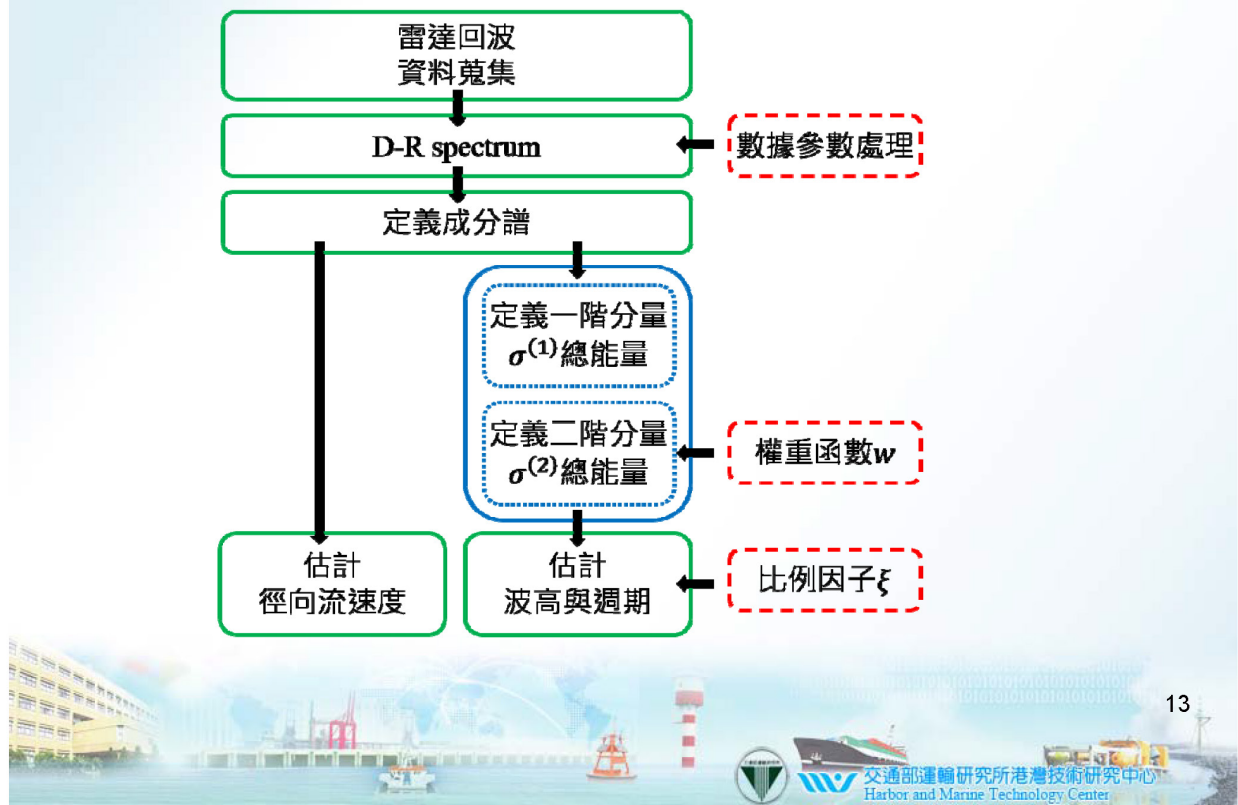 雷達回波
資料蒐集
D-R spectrum
數據參數處理
定義成分譜
定義一階分量
σ⁽¹⁾總能量
定義二階分量
σ⁽²⁾總能量
權重函數w
估計
徑向流速度
估計
波高與週期
比例因子ξ
13
交通部運輸研究所港灣技術研究中心
Harbor and Marine Technology Center